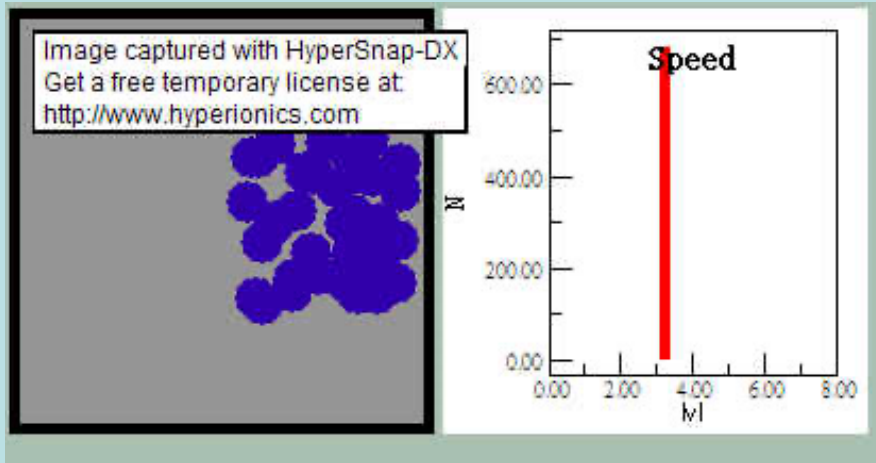 Image captured with HyperSnap-DX
Get a free temporary license at:
http://www.hyperionics.com
Speed
600.00
400.00
N
200.00
0.00
0.00 2.00 4.00 6.00 8.00
|v|